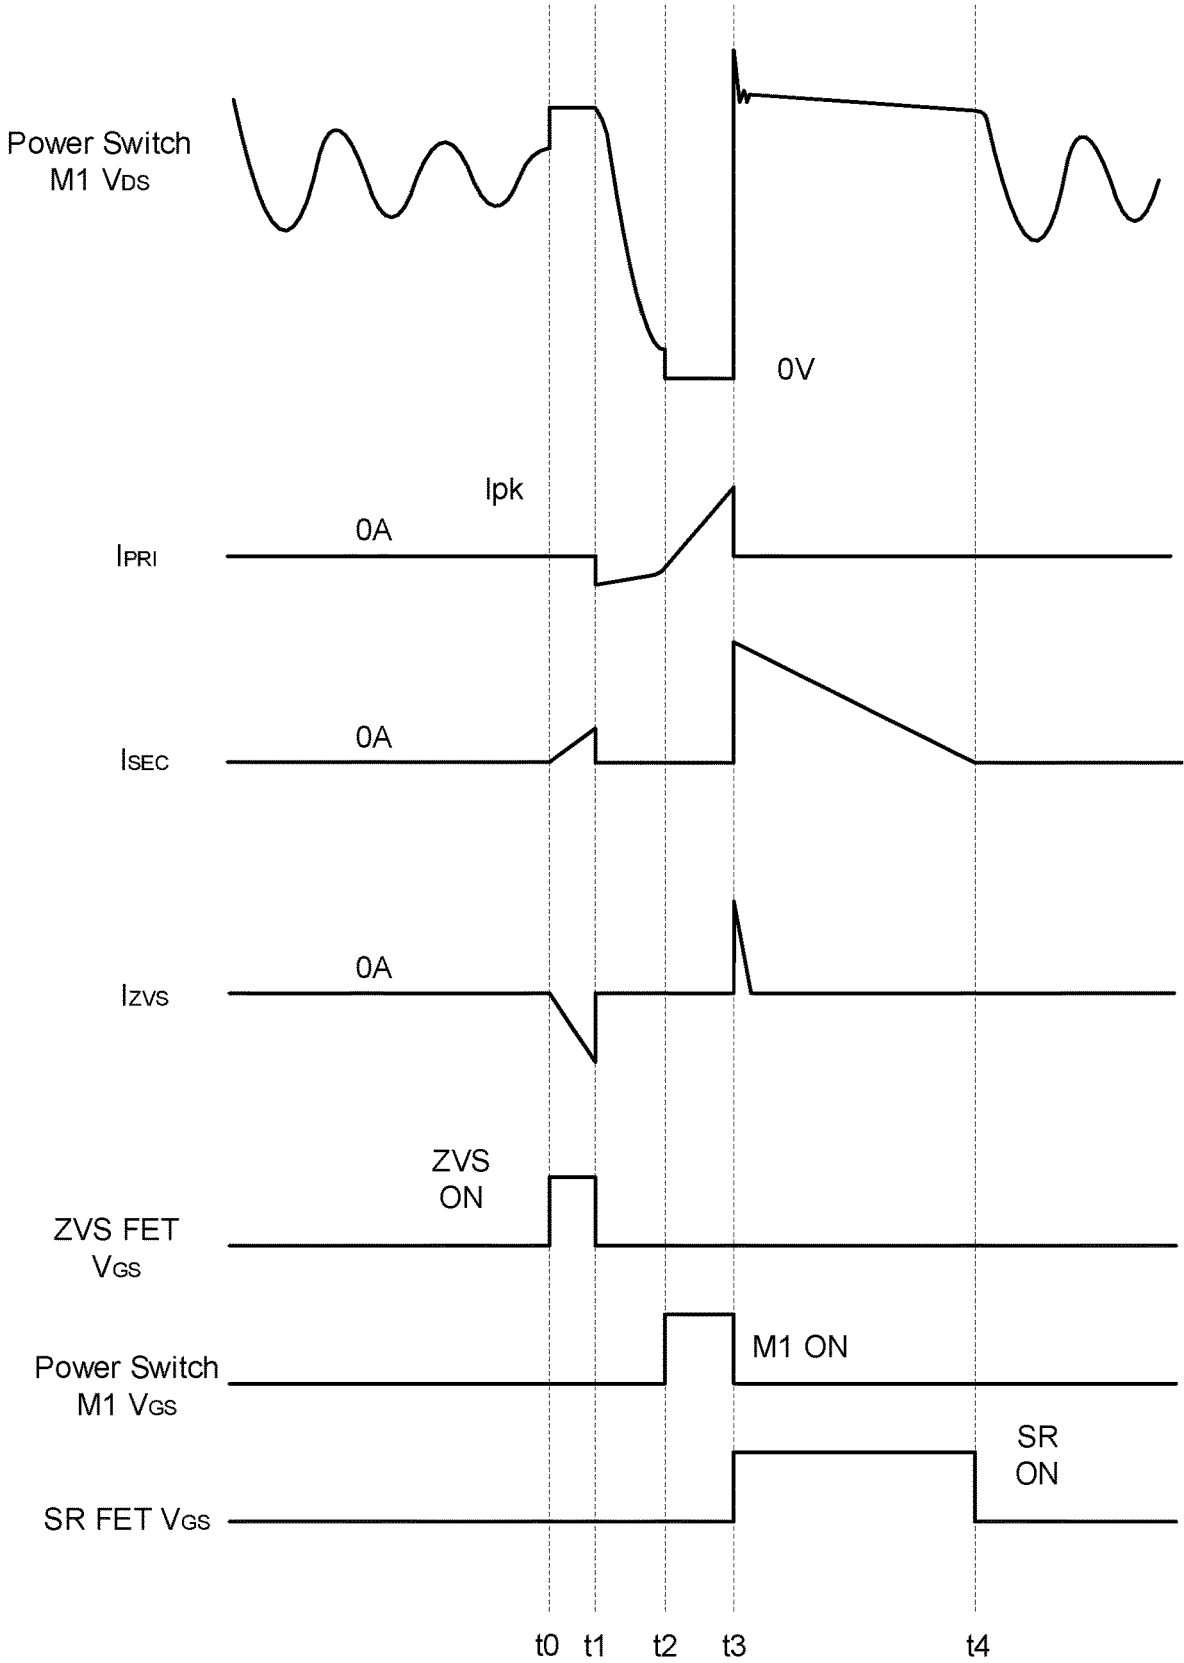 Power Switch
M1 VDS
0V
Ipk
0A
IPRI
0A
ISEC
0A
IZVS
ZVS
ON
ZVS FET
VGS
M1 ON
Power Switch
M1 VGS
SR
ON
SR FET VGS
t0 t1 t2 t3 t4